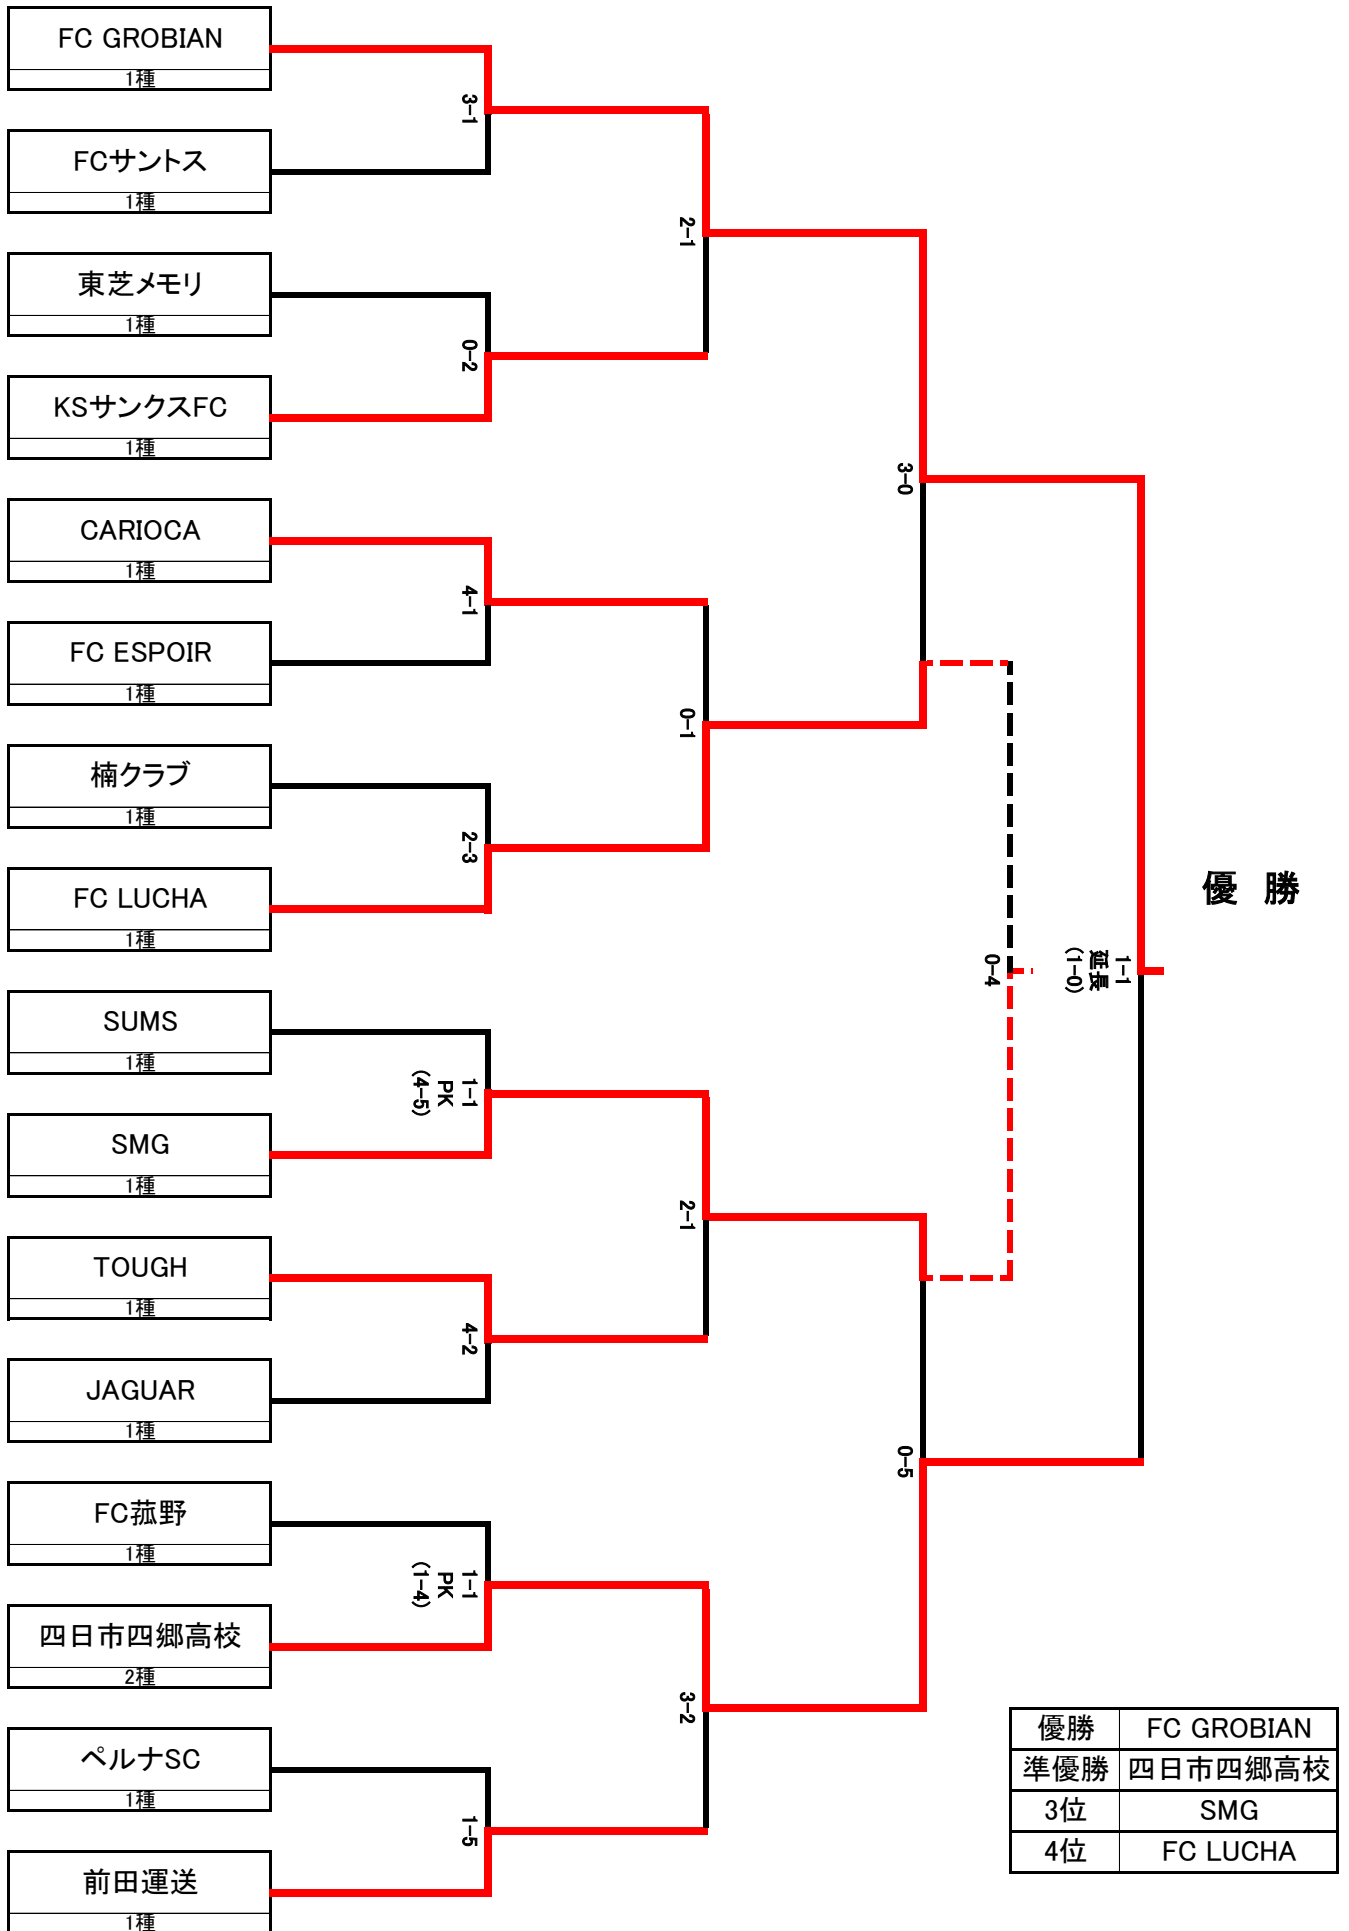 FC GROBIAN
1種
3-1
FCサントス
1種
2-1
東芝メモリ
1種
0-2
KSサンクスFC
1種
3-0
CARIOCA
1種
4-1
FC ESPOIR
1種
0-1
楠クラブ
1種
2-3
FC LUCHA
1種
優 勝
1-1
延長
(1-0)
0-4
SUMS
1種
1-1
PK
(4-5)
SMG
1種
2-1
TOUGH
1種
4-2
JAGUAR
1種
0-5
FC菰野
1種
1-1
PK
(1-4)
四日市四郷高校
2種
3-2
ペルナSC
1種
1-5
前田運送
1種
優勝 FC GROBIAN
準優勝 四日市四郷高校
3位 SMG
4位 FC LUCHA